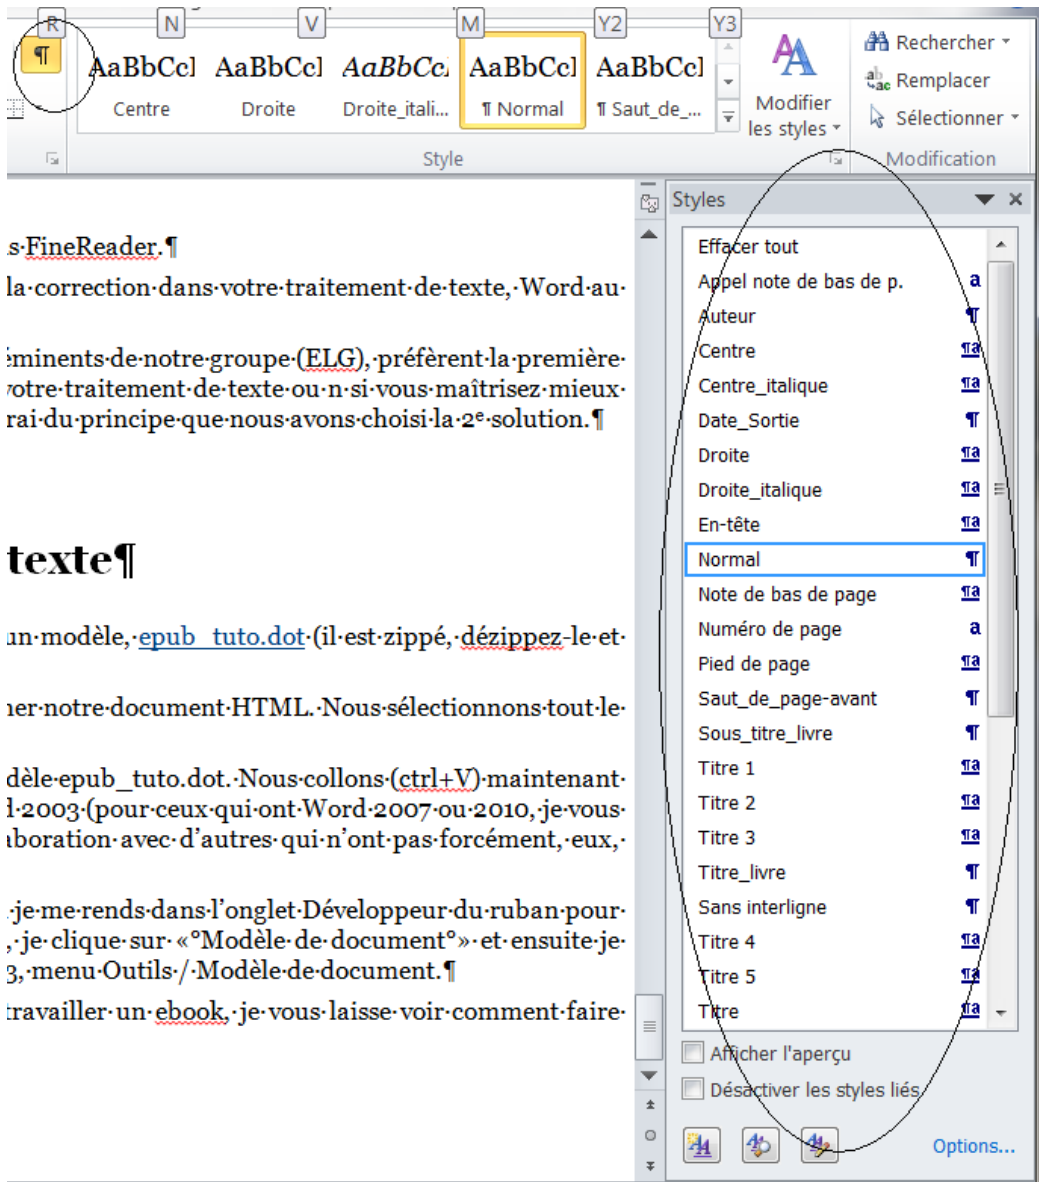 R N V M Y2 Y3
¶ AaBbCcI AaBbCcI AaBbCcI AaBbCcI AaBbCcI
Centre Droite Droite_itali... ¶ Normal ¶ Saut_de_...
Modifier
les styles
Rechercher
Remplacer
Sélectionner
Style
Modification
s·FineReader.¶
la·correction·dans·votre·traitement·de·texte,·Word·au·
éminents·de·notre·groupe·(ELG),·préfèrent·la·première·
votre·traitement·de·texte·ou·n·si·vous·maîtrisez·mieux·
rai·du·principe·que·nous·avons·choisi·la·2e·solution.¶
texte¶
un·modèle,·epub_tuto.dot·(il·est·zippé,·dézippez-le·et·
ner·notre·document·HTML.·Nous·sélectionnons·tout·le·
dèle·epub_tuto.dot.·Nous·collons·(ctrl+V)·maintenant·
d·2003·(pour·ceux·qui·ont·Word·2007·ou·2010,·je·vous·
aboration·avec·d'autres·qui·n'ont·pas·forcément,·eux,·
·je·me·rends·dans·l'onglet·Développeur·du·ruban·pour·
,·je·clique·sur·«°Modèle·de·document°»·et·ensuite·je·
3,·menu·Outils·/·Modèle·de·document.¶
travailler·un·ebook,·je·vous·laisse·voir·comment·faire·
Styles
Effacer tout
Appel note de bas de p. a
Auteur ¶
Centre ¶a
Centre_italique ¶a
Date_Sortie ¶
Droite ¶a
Droite_italique ¶a
En-tête ¶a
Normal ¶
Note de bas de page ¶a
Numéro de page a
Pied de page ¶a
Saut_de_page-avant ¶
Sous_titre_livre ¶
Titre 1 ¶a
Titre 2 ¶a
Titre 3 ¶a
Titre_livre ¶
Sans interligne ¶
Titre 4 ¶a
Titre 5 ¶a
Titre ¶a
Afficher l'aperçu
Désactiver les styles liés
Options...